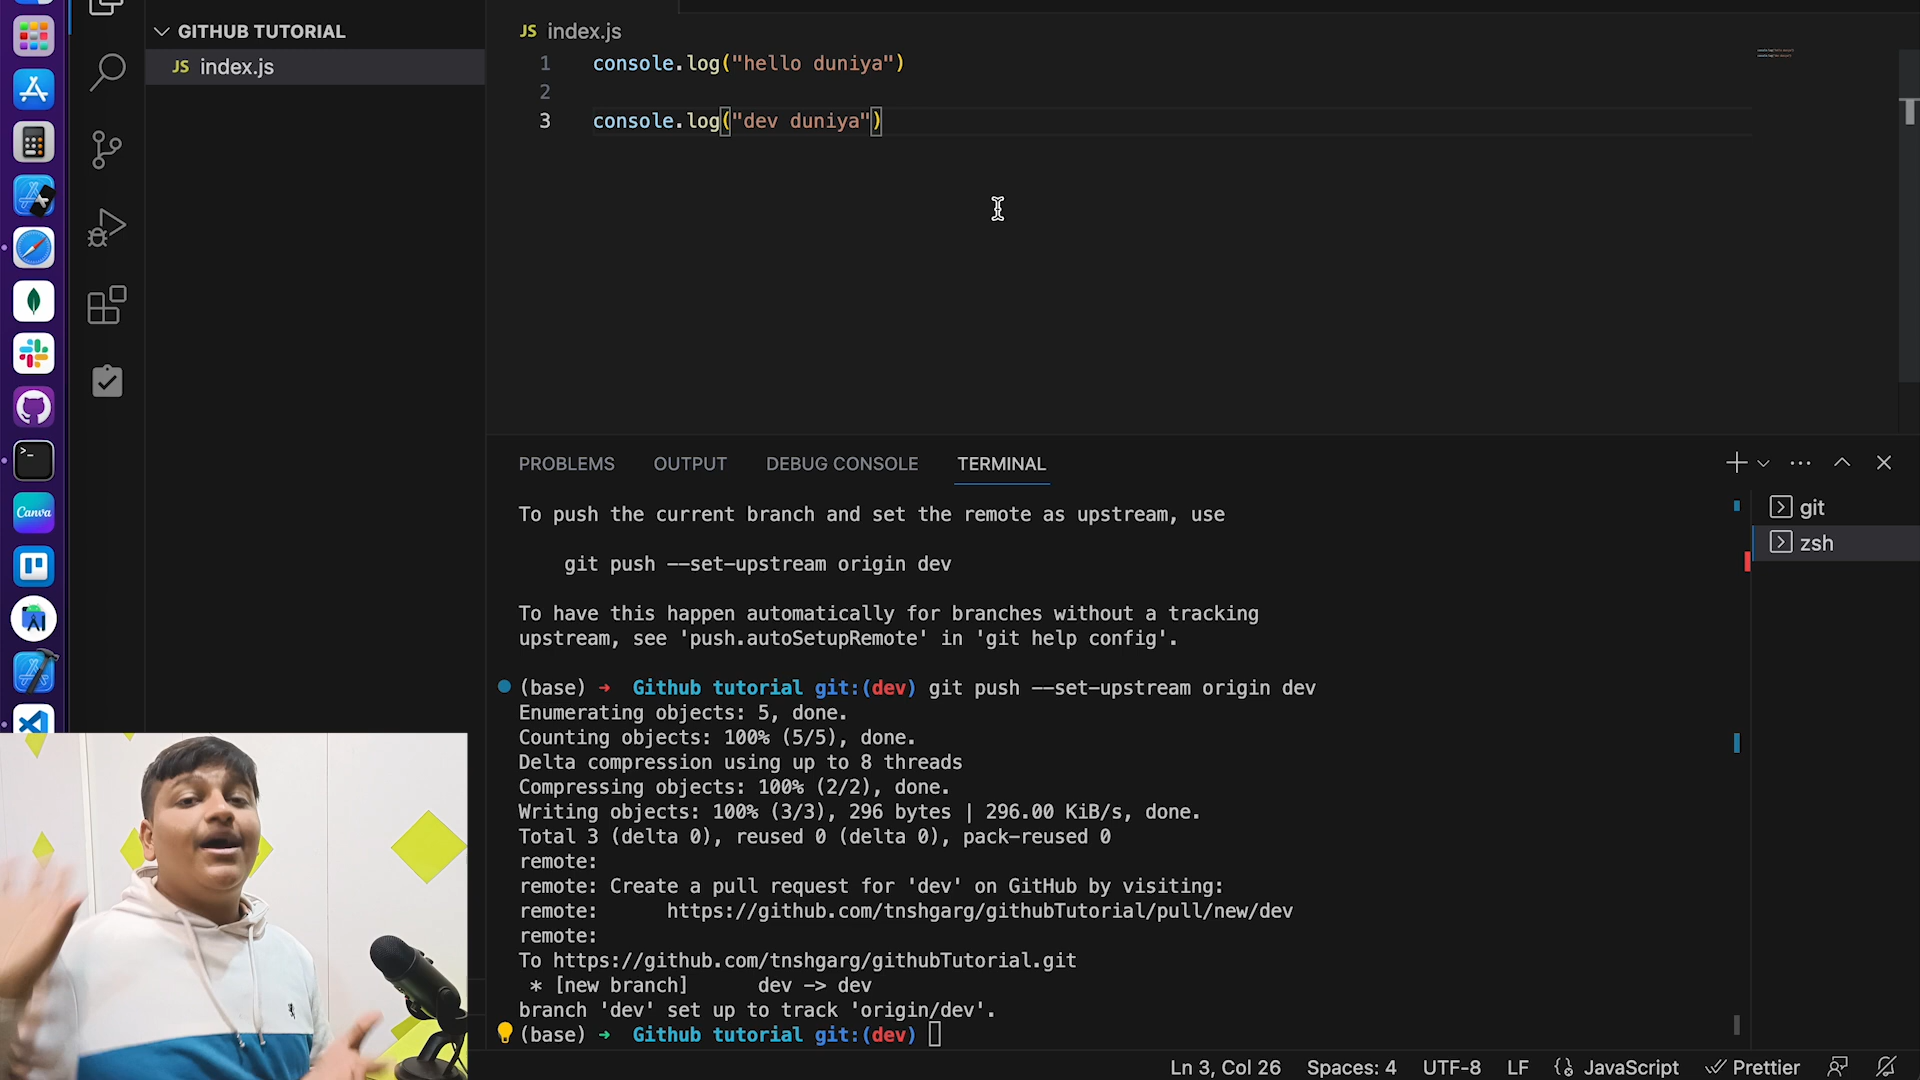 GITHUB TUTORIAL
JS index.js
JS index.js
1 console.log("hello duniya")
2
3 console.log("dev duniya")
PROBLEMS OUTPUT DEBUG CONSOLE TERMINAL
git
zsh
To push the current branch and set the remote as upstream, use
git push --set-upstream origin dev
To have this happen automatically for branches without a tracking
upstream, see 'push.autoSetupRemote' in 'git help config'.
(base) ➜ Github tutorial git:(dev) git push --set-upstream origin dev
Enumerating objects: 5, done.
Counting objects: 100% (5/5), done.
Delta compression using up to 8 threads
Compressing objects: 100% (2/2), done.
Writing objects: 100% (3/3), 296 bytes | 296.00 KiB/s, done.
Total 3 (delta 0), reused 0 (delta 0), pack-reused 0
remote:
remote: Create a pull request for 'dev' on GitHub by visiting:
remote: https://github.com/tnshgarg/githubTutorial/pull/new/dev
remote:
To https://github.com/tnshgarg/githubTutorial.git
* [new branch] dev -> dev
branch 'dev' set up to track 'origin/dev'.
(base) ➜ Github tutorial git:(dev)
Canva
Ln 3, Col 26 Spaces: 4 UTF-8 LF {} JavaScript Prettier